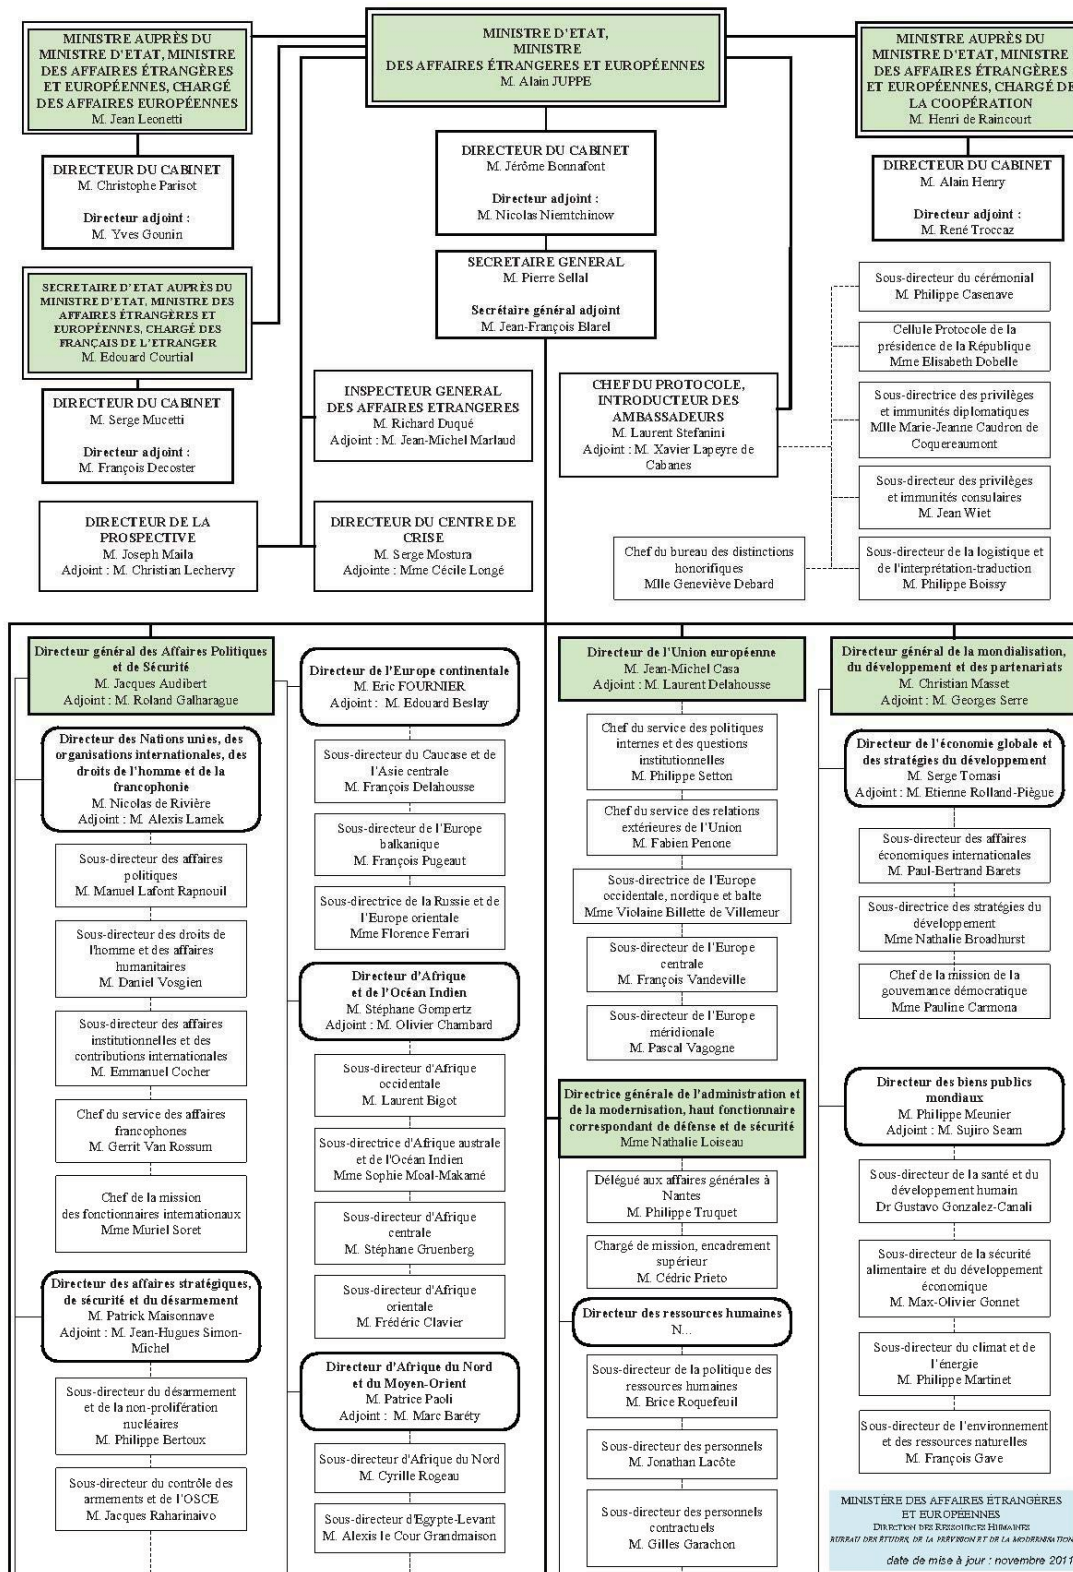 MINISTRE AUPRÈS DU
MINISTRE D'ETAT, MINISTRE
DES AFFAIRES ÉTRANGÈRES
ET EUROPÉENNES, CHARGÉ
DES AFFAIRES EUROPÉENNES
M. Jean Leonetti
MINISTRE D'ETAT,
MINISTRE
DES AFFAIRES ÉTRANGERES ET EUROPÉENNES
M. Alain JUPPE
MINISTRE AUPRÈS DU
MINISTRE D'ETAT, MINISTRE
DES AFFAIRES ÉTRANGÈRES
ET EUROPÉENNES, CHARGÉ DE
LA COOPÉRATION
M. Henri de Raincourt
DIRECTEUR DU CABINET
M. Christophe Parisot
Directeur adjoint :
M. Yves Gounin
DIRECTEUR DU CABINET
M. Jérôme Bonnafont
Directeur adjoint :
M. Nicolas Niemtchinow
DIRECTEUR DU CABINET
M. Alain Henry
Directeur adjoint :
M. René Troccaz
SECRETAIRE GENERAL
M. Pierre Sellal
Secrétaire général adjoint
M. Jean-François Blarel
SECRETAIRE D'ETAT AUPRÈS DU
MINISTRE D'ETAT, MINISTRE DES
AFFAIRES ÉTRANGÈRES ET
EUROPÉENNES, CHARGÉ DES
FRANÇAIS DE L'ETRANGER
M. Edouard Courtial
DIRECTEUR DU CABINET
M. Serge Mucetti
Directeur adjoint :
M. François Decoster
INSPECTEUR GENERAL
DES AFFAIRES ETRANGERES
M. Richard Duqué
Adjoint : M. Jean-Michel Marlaud
CHEF DU PROTOCOLE,
INTRODUCTEUR DES
AMBASSADEURS
M. Laurent Stefanini
Adjoint : M. Xavier Lapeyre de
Cabanes
Sous-directeur du cérémonial
M. Philippe Casenave
Cellule Protocole de la
présidence de la République
Mme Elisabeth Dobelle
Sous-directrice des privilèges
et immunités diplomatiques
Mlle Marie-Jeanne Caudron de
Coquereaumont
Sous-directeur des privilèges
et immunités consulaires
M. Jean Wiet
Sous-directeur de la logistique et
de l'interprétation-traduction
M. Philippe Boissy
Chef du bureau des distinctions
honorifiques
Mlle Geneviève Debard
DIRECTEUR DE LA
PROSPECTIVE
M. Joseph Maila
Adjoint : M. Christian Lechervy
DIRECTEUR DU CENTRE DE
CRISE
M. Serge Mostura
Adjointe : Mme Cécile Longé
Directeur général des Affaires Politiques
et de Sécurité
M. Jacques Audibert
Adjoint : M. Roland Galharague
Directeur des Nations unies, des
organisations internationales, des
droits de l'homme et de la
francophonie
M. Nicolas de Rivière
Adjoint : M. Alexis Lamek
Sous-directeur des affaires
politiques
M. Manuel Lafont Rapnouil
Sous-directeur des droits de
l'homme et des affaires
humanitaires
M. Daniel Vosgien
Sous-directeur des affaires
institutionnelles et des
contributions internationales
M. Emmanuel Cocher
Chef du service des affaires
francophones
M. Gerrit Van Rossum
Chef de la mission
des fonctionnaires internationaux
Mme Muriel Soret
Directeur des affaires stratégiques,
de sécurité et du désarmement
M. Patrick Maisonnave
Adjoint : M. Jean-Hugues Simon-
Michel
Sous-directeur du désarmement
et de la non-prolifération
nucléaires
M. Philippe Bertoux
Sous-directeur du contrôle des
armements et de l'OSCE
M. Jacques Raharinaivo
Directeur de l'Europe continentale
M. Eric FOURNIER
Adjoint : M. Edouard Beslay
Sous-directeur du Caucase et de
l'Asie centrale
M. François Delahousse
Sous-directeur de l'Europe
balkanique
M. François Pugeaut
Sous-directrice de la Russie et de
l'Europe orientale
Mme Florence Ferrari
Directeur d'Afrique
et de l'Océan Indien
M. Stéphane Gompertz
Adjoint : M. Olivier Chambard
Sous-directeur d'Afrique
occidentale
M. Laurent Bigot
Sous-directrice d'Afrique australe
et de l'Océan Indien
Mme Sophie Moal-Makamé
Sous-directeur d'Afrique
centrale
M. Stéphane Gruenberg
Sous-directeur d'Afrique
orientale
M. Frédéric Clavier
Directeur d'Afrique du Nord
et du Moyen-Orient
M. Patrice Paoli
Adjoint : M. Marc Baréty
Sous-directeur d'Afrique du Nord
M. Cyrille Rogeau
Sous-directeur d'Egypte-Levant
M. Alexis le Cour Grandmaison
Directeur de l'Union européenne
M. Jean-Michel Casa
Adjoint : M. Laurent Delahousse
Chef du service des politiques
internes et des questions
institutionnelles
M. Philippe Setton
Chef du service des relations
extérieures de l'Union
M. Fabien Penone
Sous-directrice de l'Europe
occidentale, nordique et balte
Mme Violaine Billette de Villemeur
Sous-directeur de l'Europe
centrale
M. François Vandeville
Sous-directeur de l'Europe
méridionale
M. Pascal Vagogne
Directrice générale de l'administration et
de la modernisation, haut fonctionnaire
correspondant de défense et de sécurité
Mme Nathalie Loiseau
Délégué aux affaires générales à
Nantes
M. Philippe Truquet
Chargé de mission, encadrement
supérieur
M. Cédric Prieto
Directeur des ressources humaines
N...
Sous-directeur de la politique des
ressources humaines
M. Brice Roquefeuil
Sous-directeur des personnels
M. Jonathan Lacôte
Sous-directeur des personnels
contractuels
M. Gilles Garachon
Directeur général de la mondialisation,
du développement et des partenariats
M. Christian Masset
Adjoint : M. Georges Serre
Directeur de l'économie globale et
des stratégies du développement
M. Serge Tomasi
Adjoint : M. Etienne Rolland-Piègue
Sous-directeur des affaires
économiques internationales
M. Paul-Bertrand Barets
Sous-directrice des stratégies du
développement
Mme Nathalie Broadhurst
Chef de la mission de la
gouvernance démocratique
Mme Pauline Carmona
Directeur des biens publics
mondiaux
M. Philippe Meunier
Adjoint : M. Sujiro Seam
Sous-directeur de la santé et du
développement humain
Dr Gustavo Gonzalez-Canali
Sous-directeur de la sécurité
alimentaire et du développement
économique
M. Max-Olivier Gonnet
Sous-directeur du climat et de
l'énergie
M. Philippe Martinet
Sous-directeur de l'environnement
et des ressources naturelles
M. François Gave
MINISTÈRE DES AFFAIRES ÉTRANGÈRES
ET EUROPÉENNES
DIRECTION DES RESSOURCES HUMAINES
BUREAU DES ÉTUDES, DE LA PRÉVISION ET DE LA MODERNISATION
date de mise à jour : novembre 2011